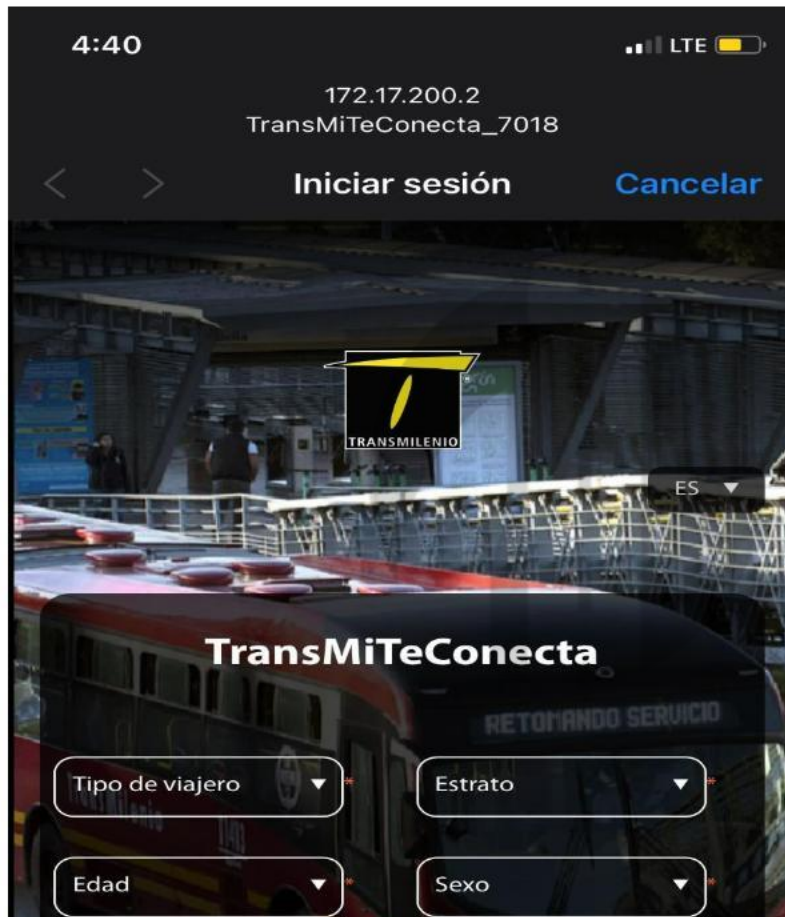 4:40
LTE
172.17.200.2
TransMiTeConecta_7018
Iniciar sesión
Cancelar
TRANSMILENIO
ES
TransMiTeConecta
RETOMANDO SERVICIO
Tipo de viajero *
Estrato *
TransMilenio
Edad *
Sexo *